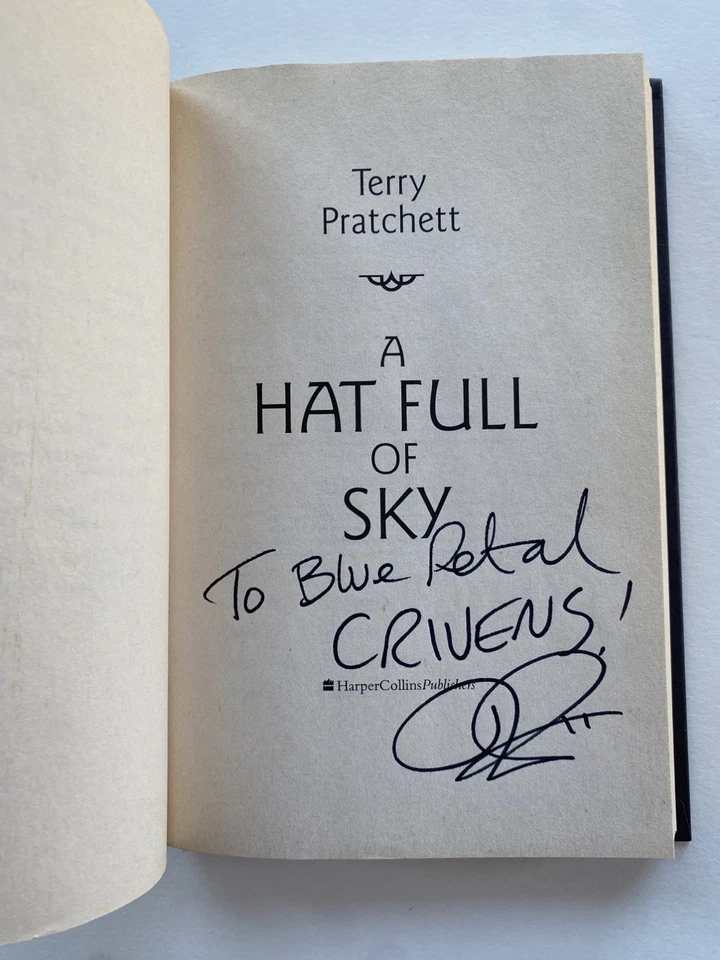 Terry
Pratchett
A
HAT FULL
OF
SKY
To Blue Petal
CRIVENS!
HarperCollinsPublishers